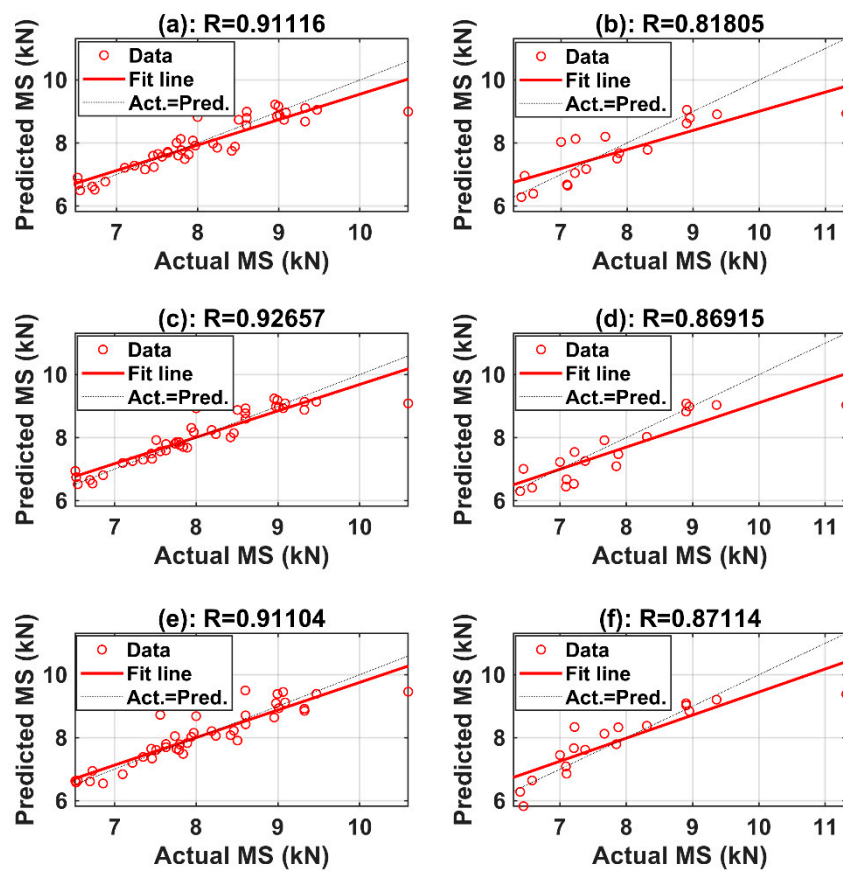 (a): R=0.91116
Predicted MS (kN)
10
8
6
Data
Fit line
Act.=Pred.
7 8 9 10
Actual MS (kN)
(b): R=0.81805
Predicted MS (kN)
10
8
6
Data
Fit line
Act.=Pred.
7 8 9 10 11
Actual MS (kN)
(c): R=0.92657
Predicted MS (kN)
10
8
6
Data
Fit line
Act.=Pred.
7 8 9 10
Actual MS (kN)
(d): R=0.86915
Predicted MS (kN)
10
8
6
Data
Fit line
Act.=Pred.
7 8 9 10 11
Actual MS (kN)
(e): R=0.91104
Predicted MS (kN)
10
8
6
Data
Fit line
Act.=Pred.
7 8 9 10
Actual MS (kN)
(f): R=0.87114
Predicted MS (kN)
10
8
6
Data
Fit line
Act.=Pred.
7 8 9 10 11
Actual MS (kN)